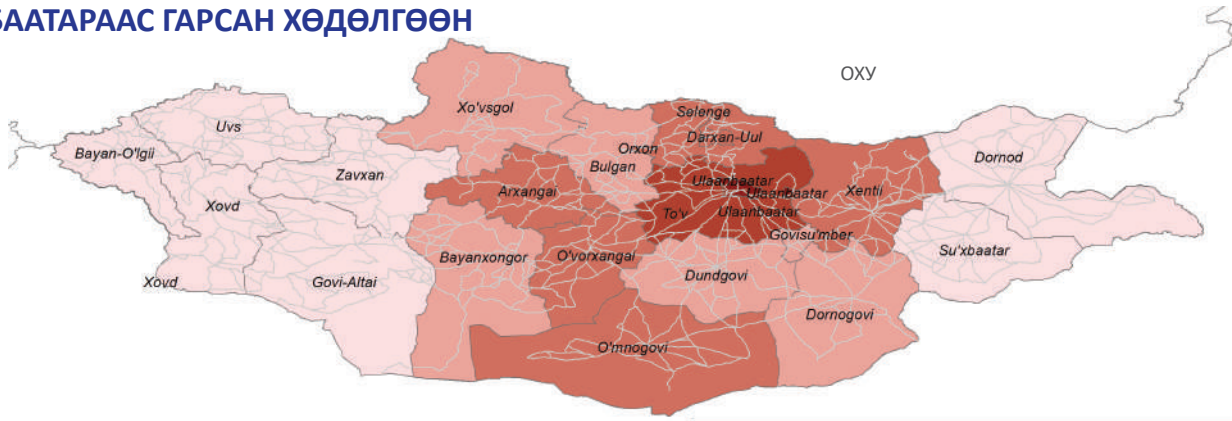 БААТАРААС ГАРСАН ХӨДӨЛГӨӨН
ОХУ
Xo'vsgol
Selenge
Uvs
Darxan-Uul
Bayan-O'lgii
Orxon
Dornod
Bulgan
Zavxan
Ulaanbaatar
Arxangai
Ulaanbaatar
Xentii
Xovd
To'v
Ulaanbaatar
Govisu'mber
Su'xbaatar
O'vorxangai
Bayanxongor
Dundgovi
Xovd
Govi-Altai
Dornogovi
O'mnogovi